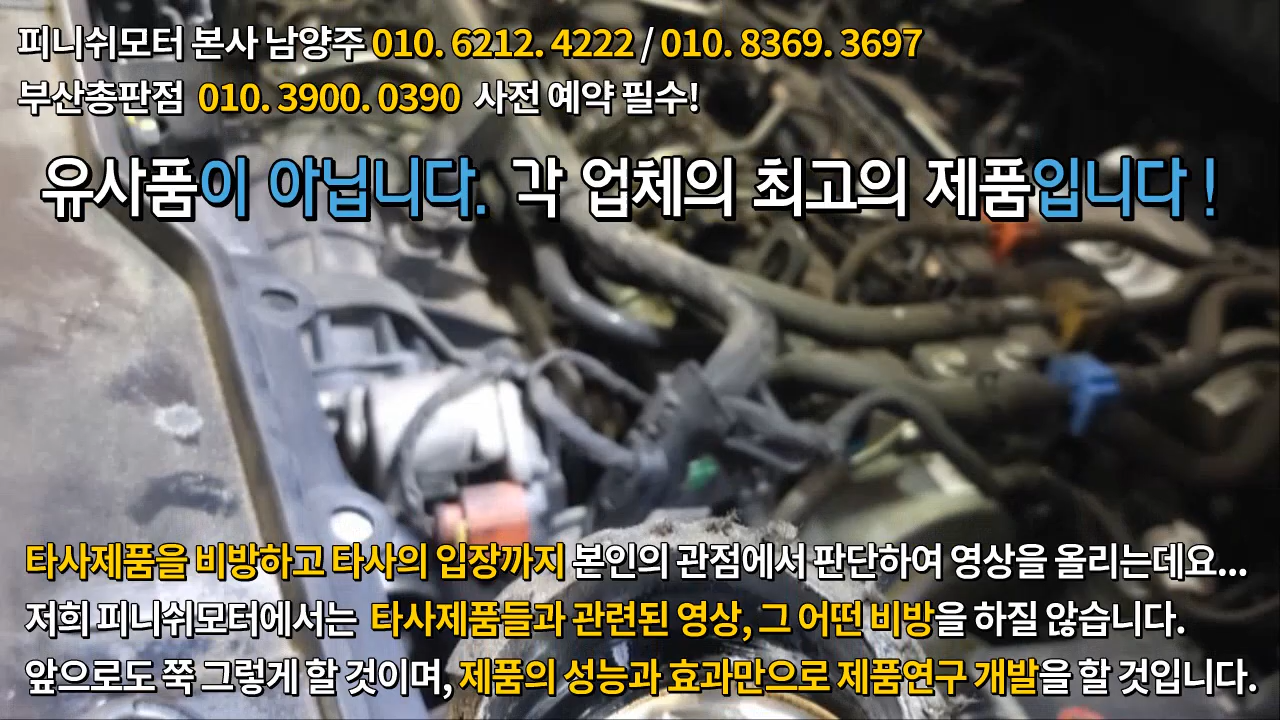 피니쉬모터 본사 남양주 010. 6212. 4222 / 010. 8369. 3697
부산총판점 010. 3900. 0390 사전 예약 필수!
유사품이 아닙니다. 각 업체의 최고의 제품입니다 !
타사제품을 비방하고 타사의 입장까지 본인의 관점에서 판단하여 영상을 올리는데요...
저희 피니쉬모터에서는 타사제품들과 관련된 영상, 그 어떤 비방을 하질 않습니다.
앞으로도 쭉 그렇게 할 것이며, 제품의 성능과 효과만으로 제품연구 개발을 할 것입니다.